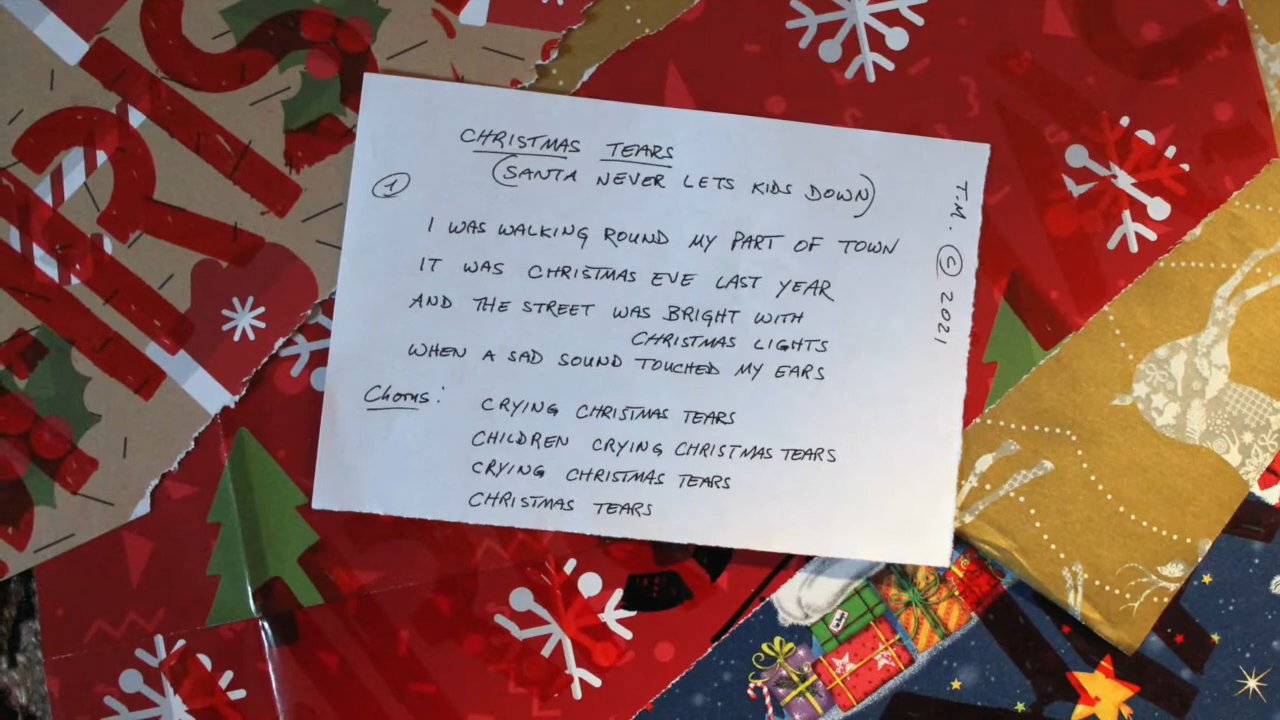 CHRISTMAS TEARS
(SANTA NEVER LETS KIDS DOWN)
1
I WAS WALKING ROUND MY PART OF TOWN
IT WAS CHRISTMAS EVE LAST YEAR
AND THE STREET WAS BRIGHT WITH
CHRISTMAS LIGHTS
WHEN A SAD SOUND TOUCHED MY EARS
Chorus:
CRYING CHRISTMAS TEARS
CHILDREN CRYING CHRISTMAS TEARS
CRYING CHRISTMAS TEARS
CHRISTMAS TEARS
T.M. © 2021